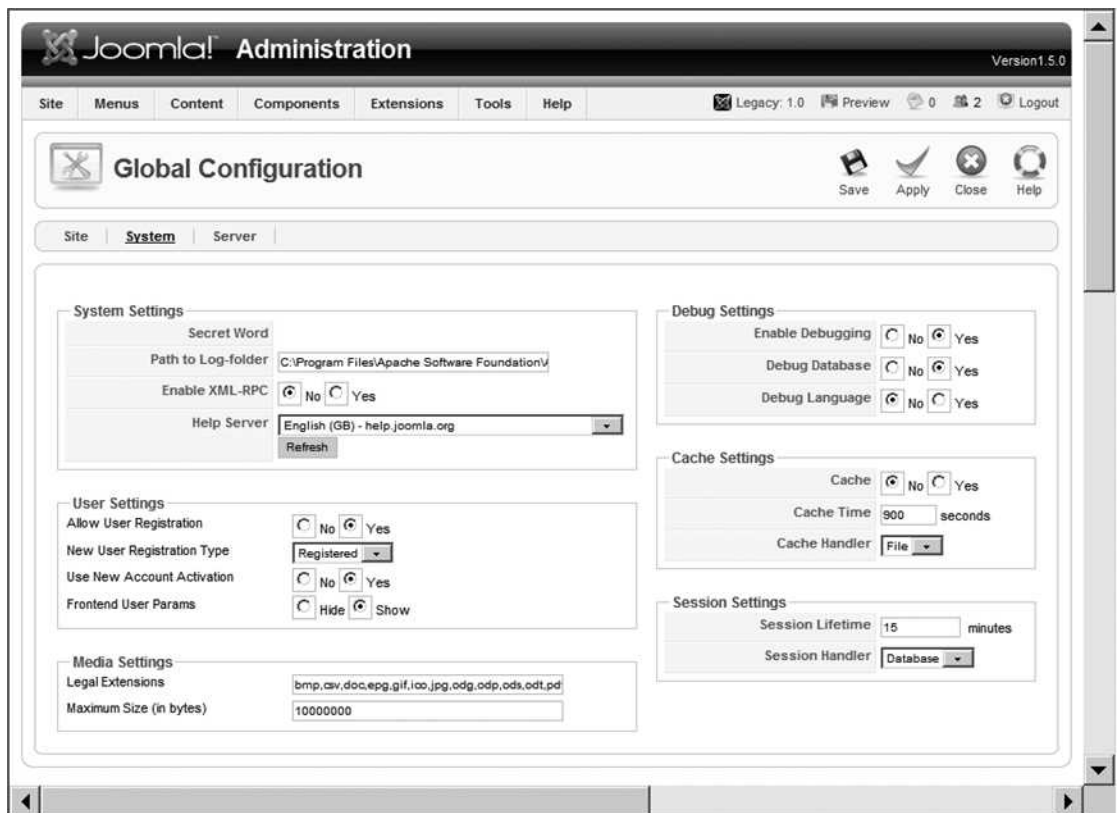 Joomla! Administration
Version1.5.0
Site Menus Content Components Extensions Tools Help Legacy: 1.0 Preview 0 2 Logout
Global Configuration
Save Apply Close Help
Site System Server
System Settings
Secret Word
Path to Log-folder C:\Program Files\Apache Software Foundation\
Enable XML-RPC No Yes
Help Server English (GB) - help.joomla.org
Refresh
User Settings
Allow User Registration No Yes
New User Registration Type Registered
Use New Account Activation No Yes
Frontend User Params Hide Show
Media Settings
Legal Extensions bmp,csv,doc,epg,gif,ico,jpg,odg,odp,ods,odt,pd
Maximum Size (in bytes) 10000000
Debug Settings
Enable Debugging No Yes
Debug Database No Yes
Debug Language No Yes
Cache Settings
Cache No Yes
Cache Time 900 seconds
Cache Handler File
Session Settings
Session Lifetime 15 minutes
Session Handler Database